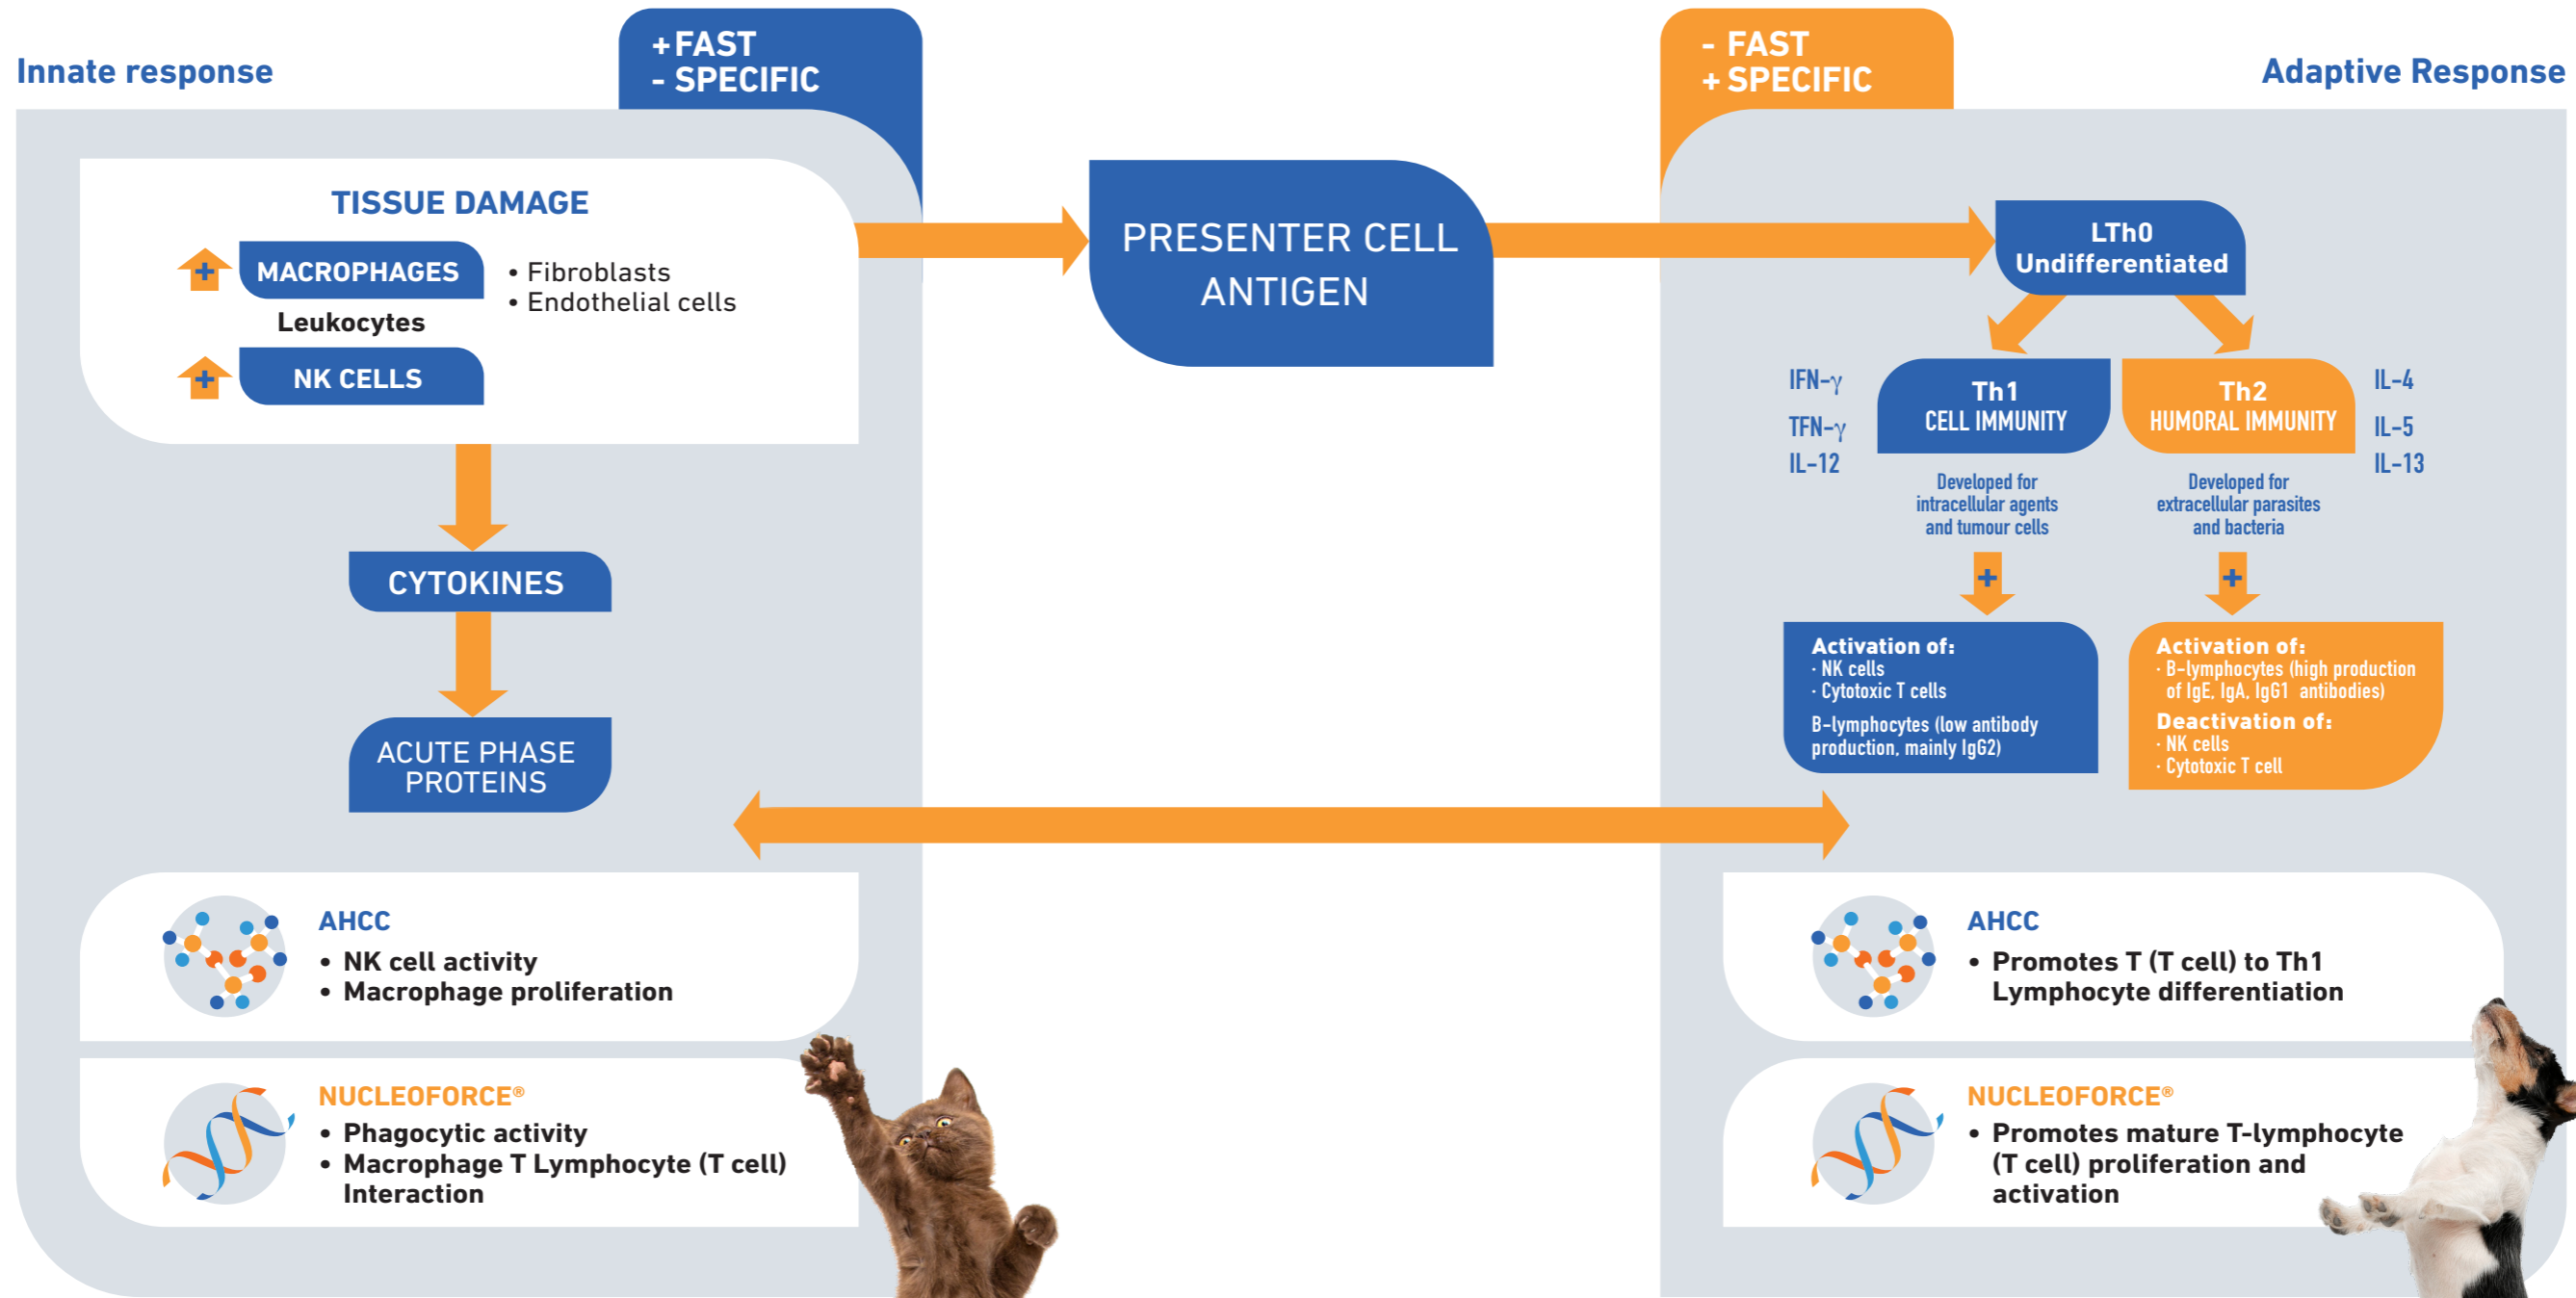 Innate response
+ FAST
- SPECIFIC
TISSUE DAMAGE
+
MACROPHAGES
Leukocytes
+
NK CELLS
• Fibroblasts
• Endothelial cells
CYTOKINES
ACUTE PHASE
PROTEINS
AHCC
• NK cell activity
• Macrophage proliferation
NUCLEOFORCE®
• Phagocytic activity
• Macrophage T Lymphocyte (T cell)
Interaction
PRESENTER CELL
ANTIGEN
- FAST
+ SPECIFIC
Adaptive Response
LTh0
Undifferentiated
IFN-γ
TFN-γ
IL-12
Th1
CELL IMMUNITY
Developed for
intracellular agents
and tumour cells
+
Activation of:
· NK cells
· Cytotoxic T cells
B-lymphocytes (low antibody
production, mainly IgG2)
Th2
HUMORAL IMMUNITY
IL-4
IL-5
IL-13
Developed for
extracellular parasites
and bacteria
+
Activation of:
· B-lymphocytes (high production
of IgE, IgA, IgG1 antibodies)
Deactivation of:
· NK cells
· Cytotoxic T cell
AHCC
• Promotes T (T cell) to Th1
Lymphocyte differentiation
NUCLEOFORCE®
• Promotes mature T-lymphocyte
(T cell) proliferation and
activation